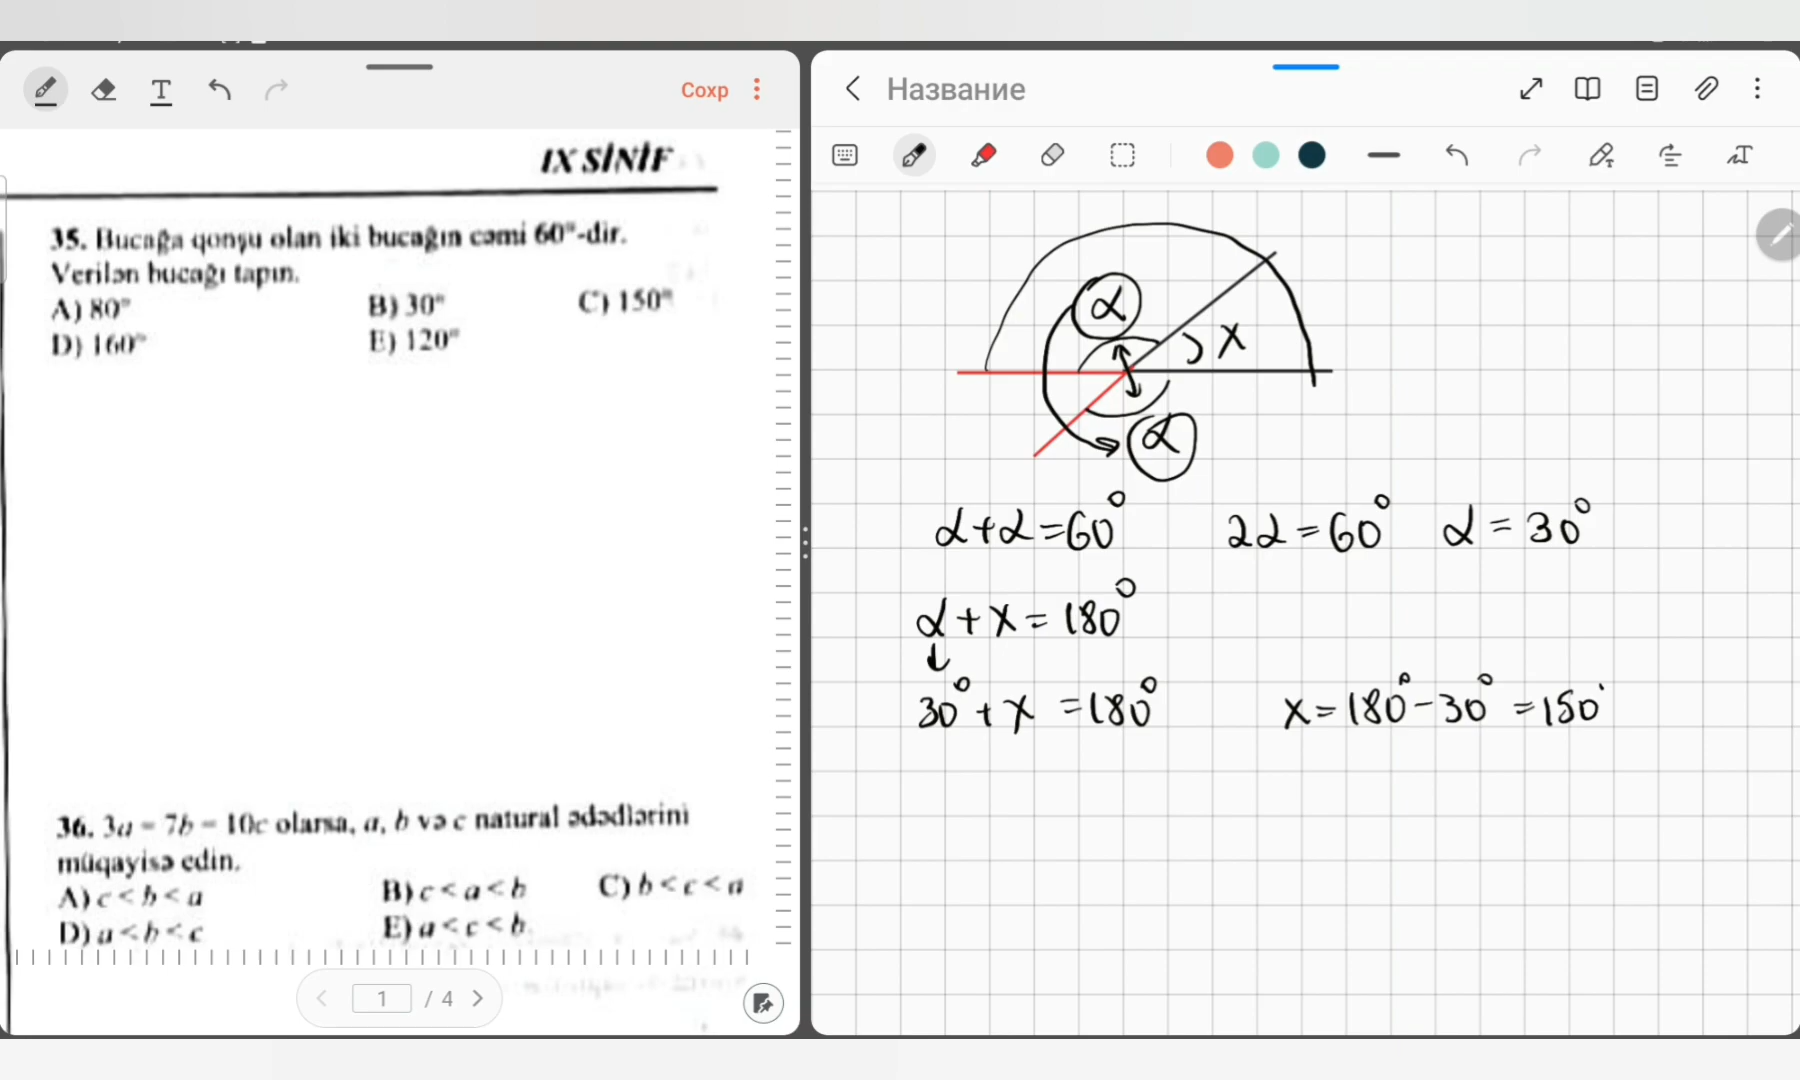 Сохр
IX SİNİF
35. Bucağa qonşu olan iki bucağın cəmi 60°-dir.
Verilən bucağı tapın.
A) 80° B) 30° C) 150°
D) 160° E) 120°
36. 3a = 7b = 10c olarsa, a, b və c natural ədədlərini
müqayisə edin.
A) c < b < a B) c < a < b C) b < c < a
D) a < b < c E) a < c < b
1 / 4
Название
α
x
α
α+α=60° 2α=60° α=30°
α+x=180°
30°+x=180° x=180°-30°=150°